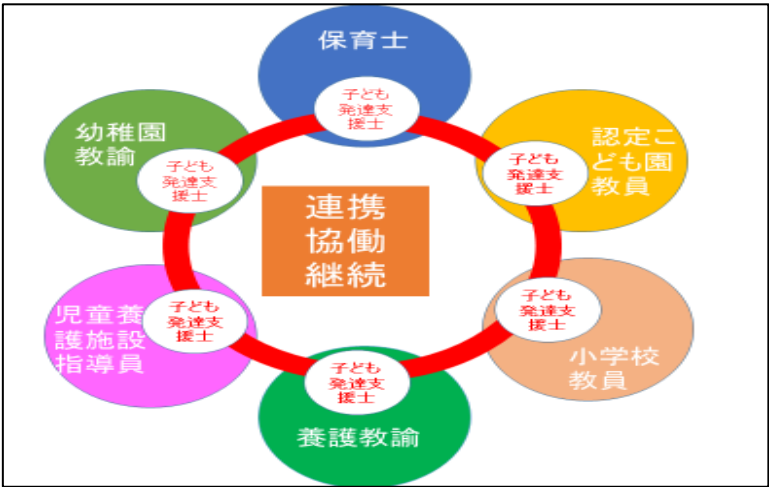 保育士
子ども
発達支
援士
認定こ
ども園
教員
子ども
発達支
援士
小学校
教員
子ども
発達支
援士
養護教諭
子ども
発達支
援士
児童養
護施設
指導員
子ども
発達支
援士
幼稚園
教諭
子ども
発達支
援士
連携
協働
継続